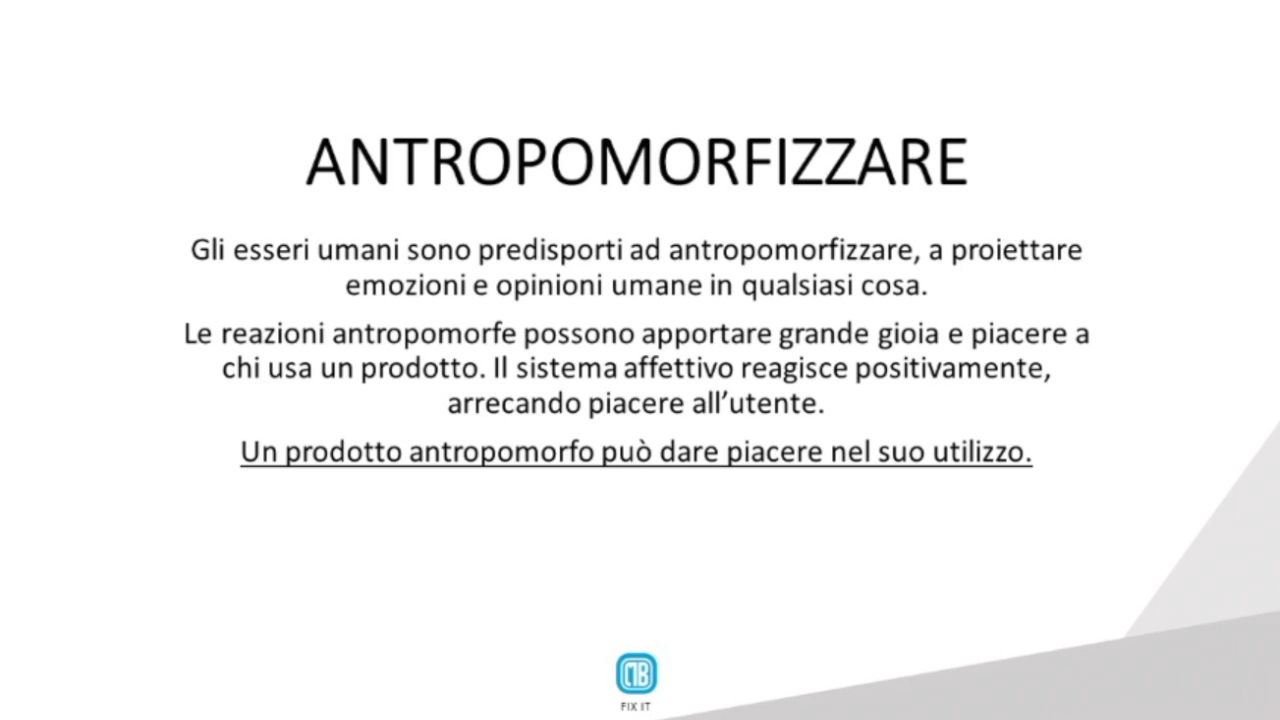 ANTROPOMORFIZZARE
Gli esseri umani sono predisporti ad antropomorfizzare, a proiettare
emozioni e opinioni umane in qualsiasi cosa.
Le reazioni antropomorfe possono apportare grande gioia e piacere a
chi usa un prodotto. Il sistema affettivo reagisce positivamente,
arrecando piacere all’utente.
Un prodotto antropomorfo può dare piacere nel suo utilizzo.
FIX IT